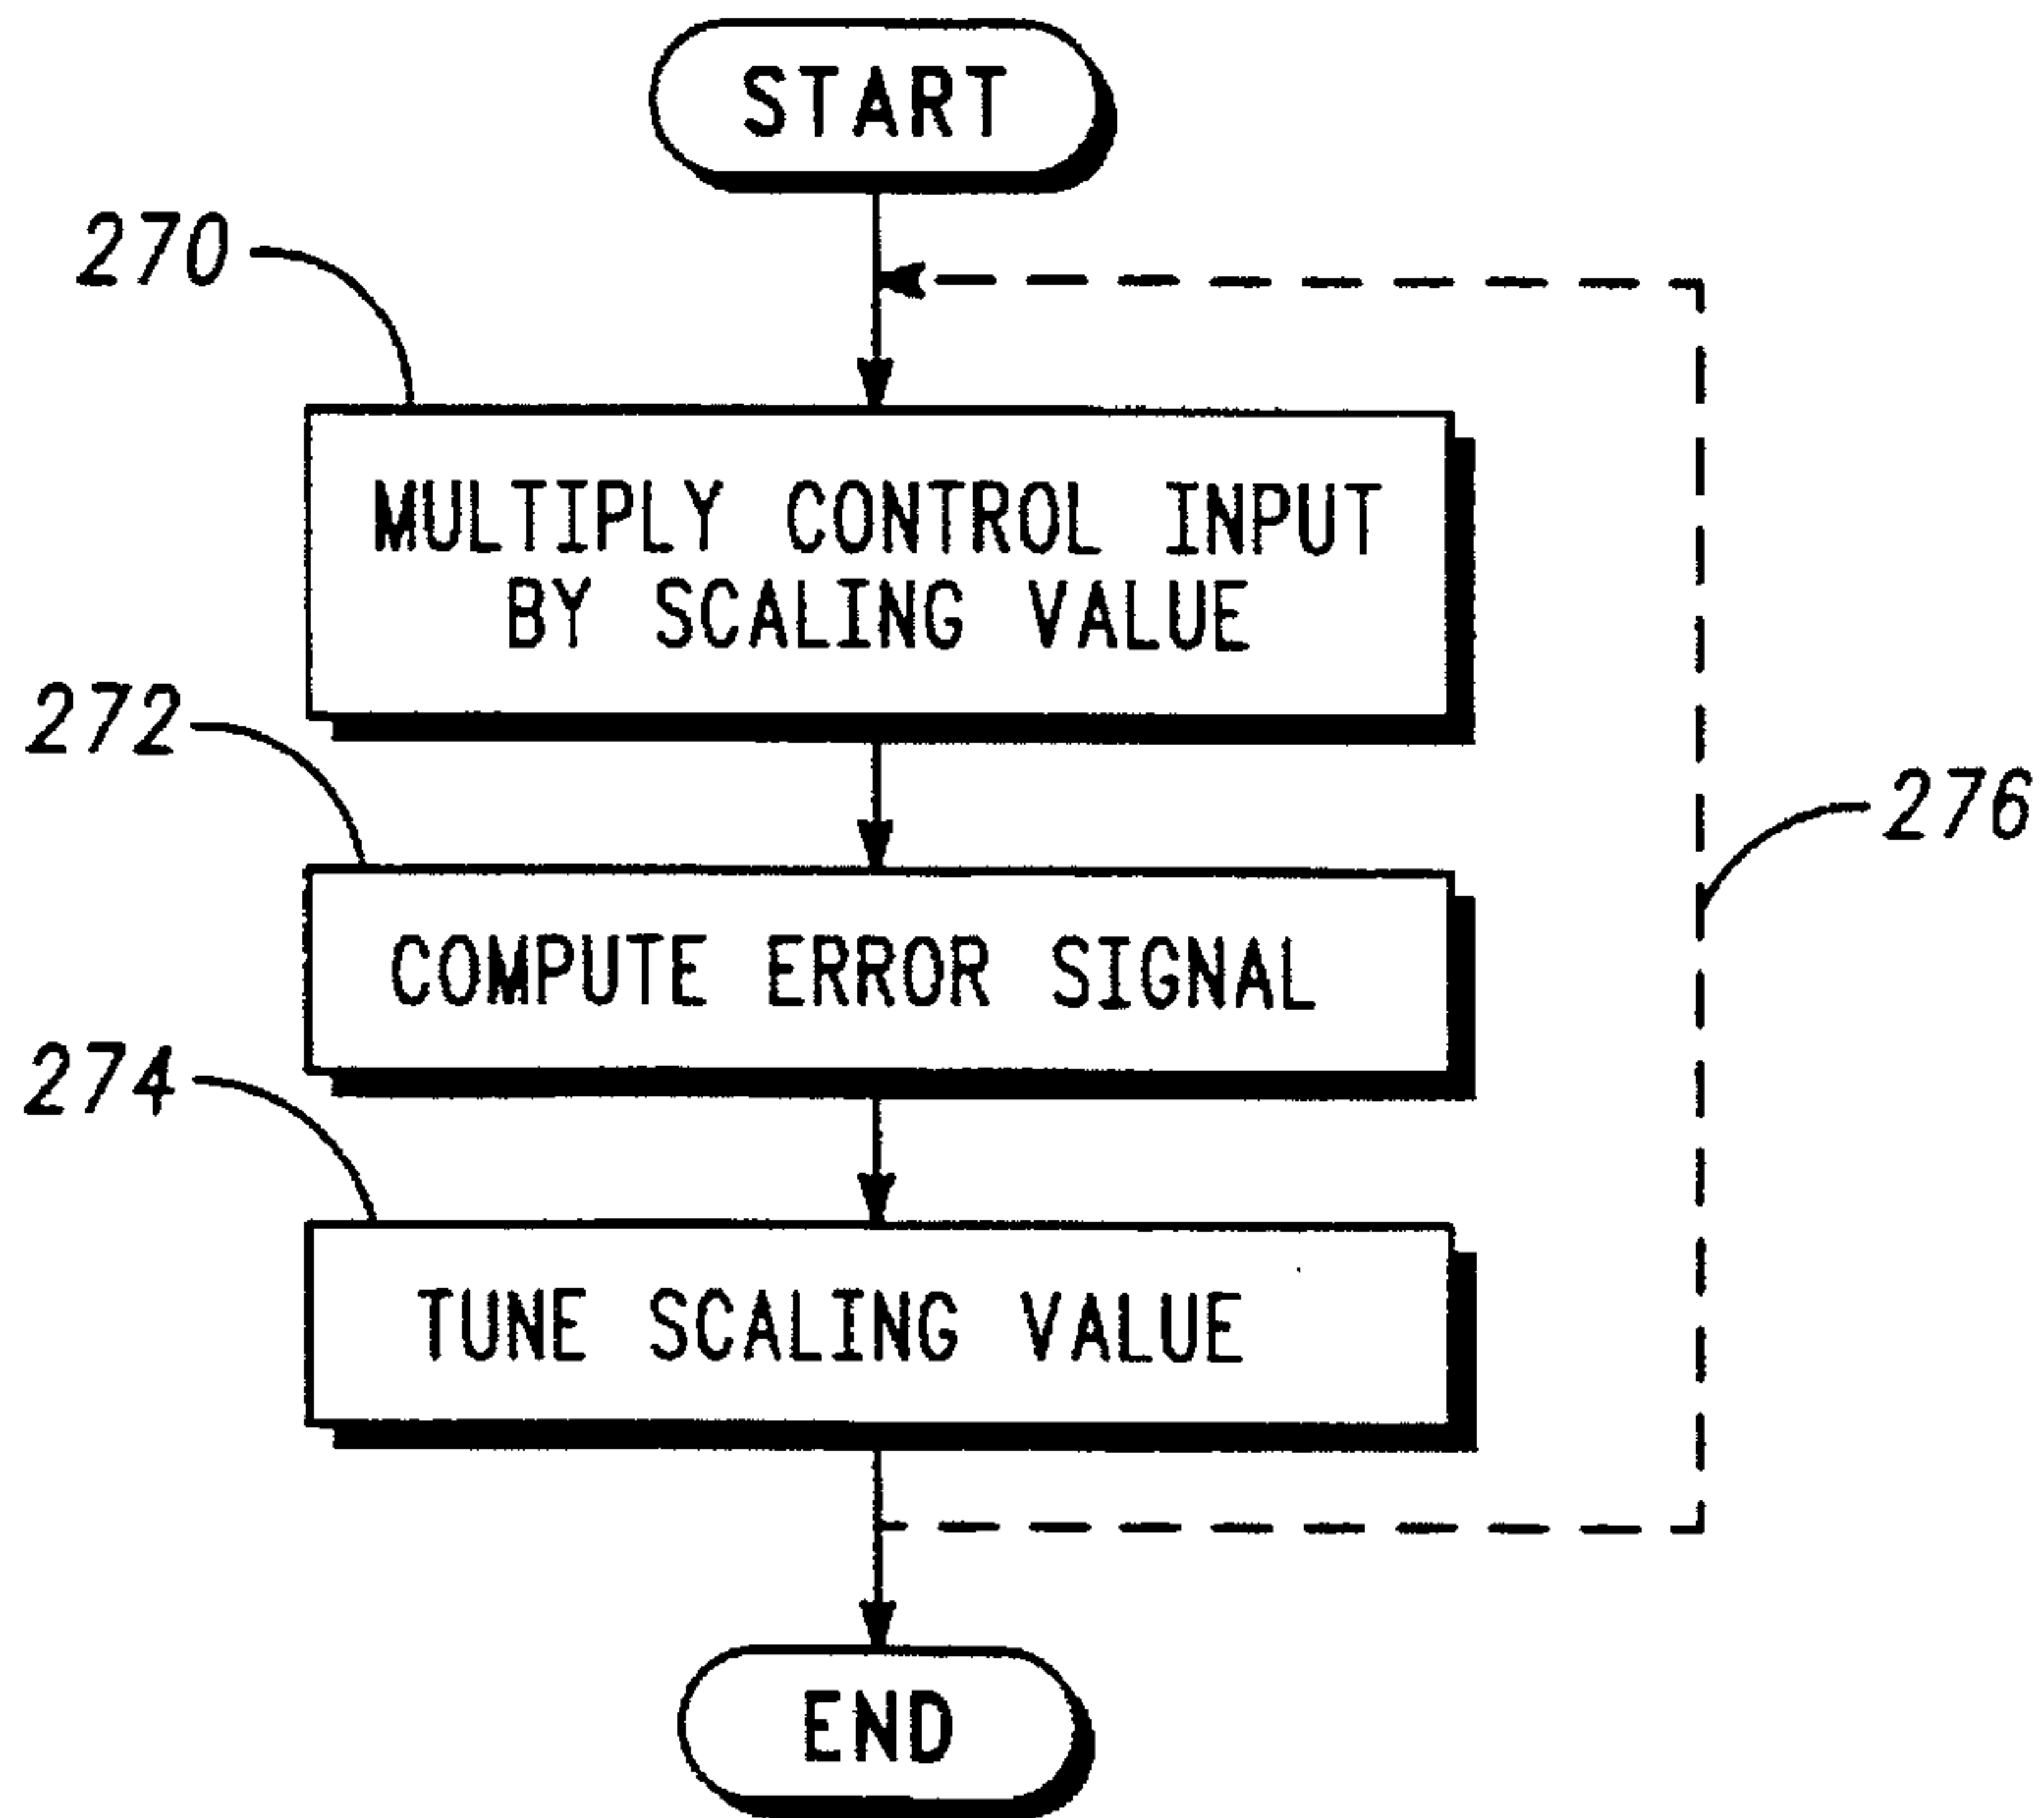 START
270
MULTIPLY CONTROL INPUT
BY SCALING VALUE
272
276
COMPUTE ERROR SIGNAL
274
TUNE SCALING VALUE
END